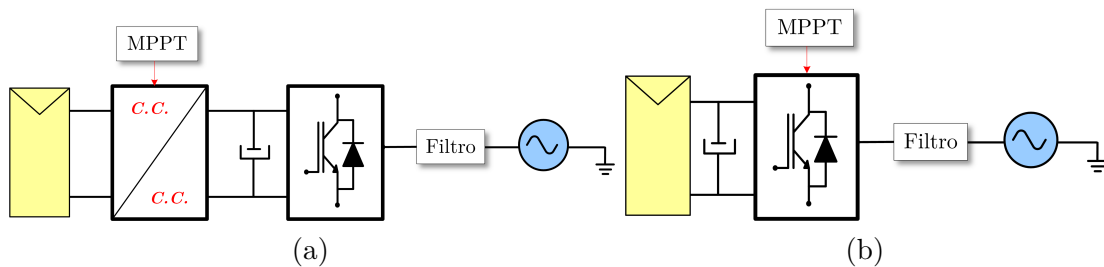 MPPT
c.c.
c.c.
Filtro
(a)
MPPT
Filtro
(b)